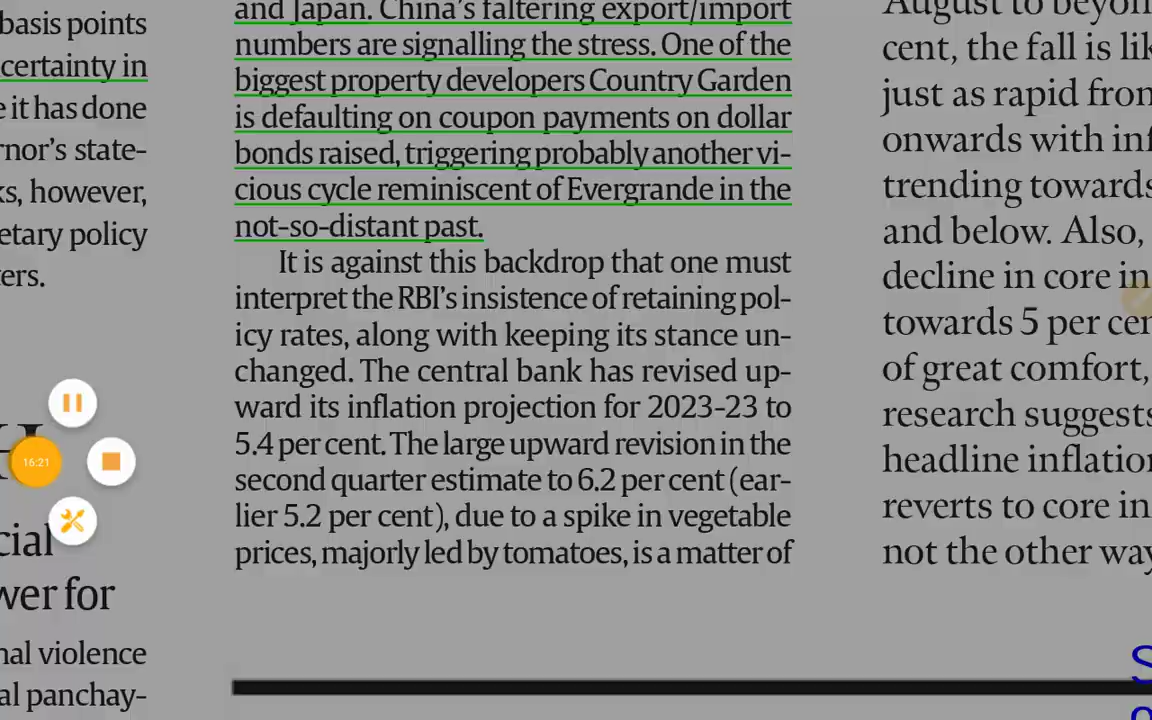 basis points
certainty in
e it has done
rnor's state-
ks, however,
etary policy
ers.
16:21
cial
wer for
nal violence
al panchay-
and Japan. China's faltering export/import
numbers are signalling the stress. One of the
biggest property developers Country Garden
is defaulting on coupon payments on dollar
bonds raised, triggering probably another vi-
cious cycle reminiscent of Evergrande in the
not-so-distant past.
It is against this backdrop that one must
interpret the RBI's insistence of retaining pol-
icy rates, along with keeping its stance un-
changed. The central bank has revised up-
ward its inflation projection for 2023-23 to
5.4 per cent. The large upward revision in the
second quarter estimate to 6.2 per cent (ear-
lier 5.2 per cent), due to a spike in vegetable
prices, majorly led by tomatoes, is a matter of
August to beyon
cent, the fall is lik
just as rapid from
onwards with inf
trending towards
and below. Also,
decline in core in
towards 5 per cen
of great comfort,
research suggests
headline inflation
reverts to core in
not the other way
S